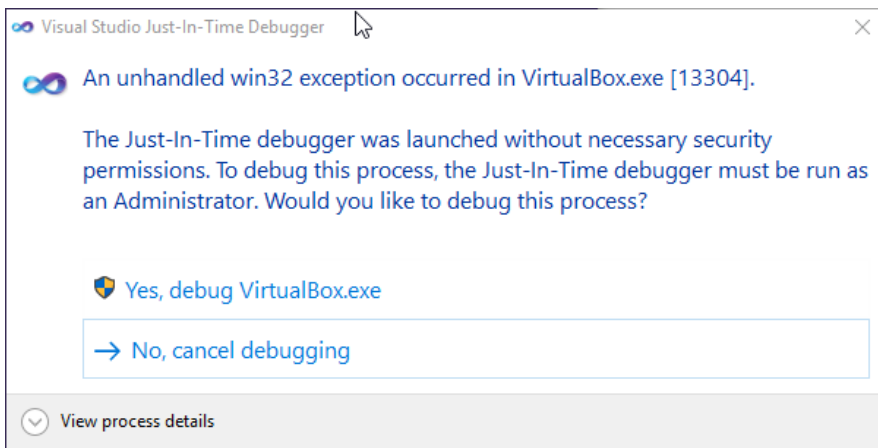 Visual Studio Just-In-Time Debugger
An unhandled win32 exception occurred in VirtualBox.exe [13304].
The Just-In-Time debugger was launched without necessary security
permissions. To debug this process, the Just-In-Time debugger must be run as
an Administrator. Would you like to debug this process?
Yes, debug VirtualBox.exe
No, cancel debugging
View process details